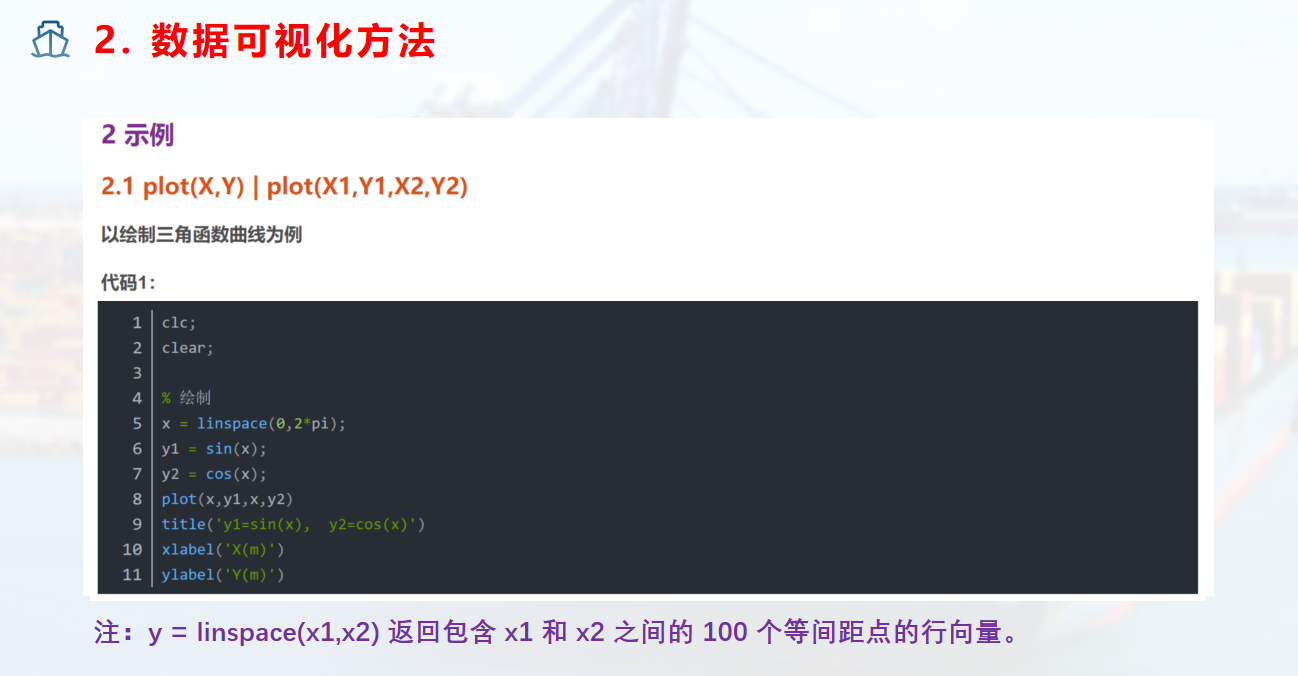 2. 数据可视化方法
2 示例
2.1 plot(X,Y) | plot(X1,Y1,X2,Y2)
以绘制三角函数曲线为例
代码1：
1 clc;
2 clear;
3
4 % 绘制
5 x = linspace(0,2*pi);
6 y1 = sin(x);
7 y2 = cos(x);
8 plot(x,y1,x,y2)
9 title('y1=sin(x),  y2=cos(x)')
10 xlabel('X(m)')
11 ylabel('Y(m)')
注：y = linspace(x1,x2) 返回包含 x1 和 x2 之间的 100 个等间距点的行向量。